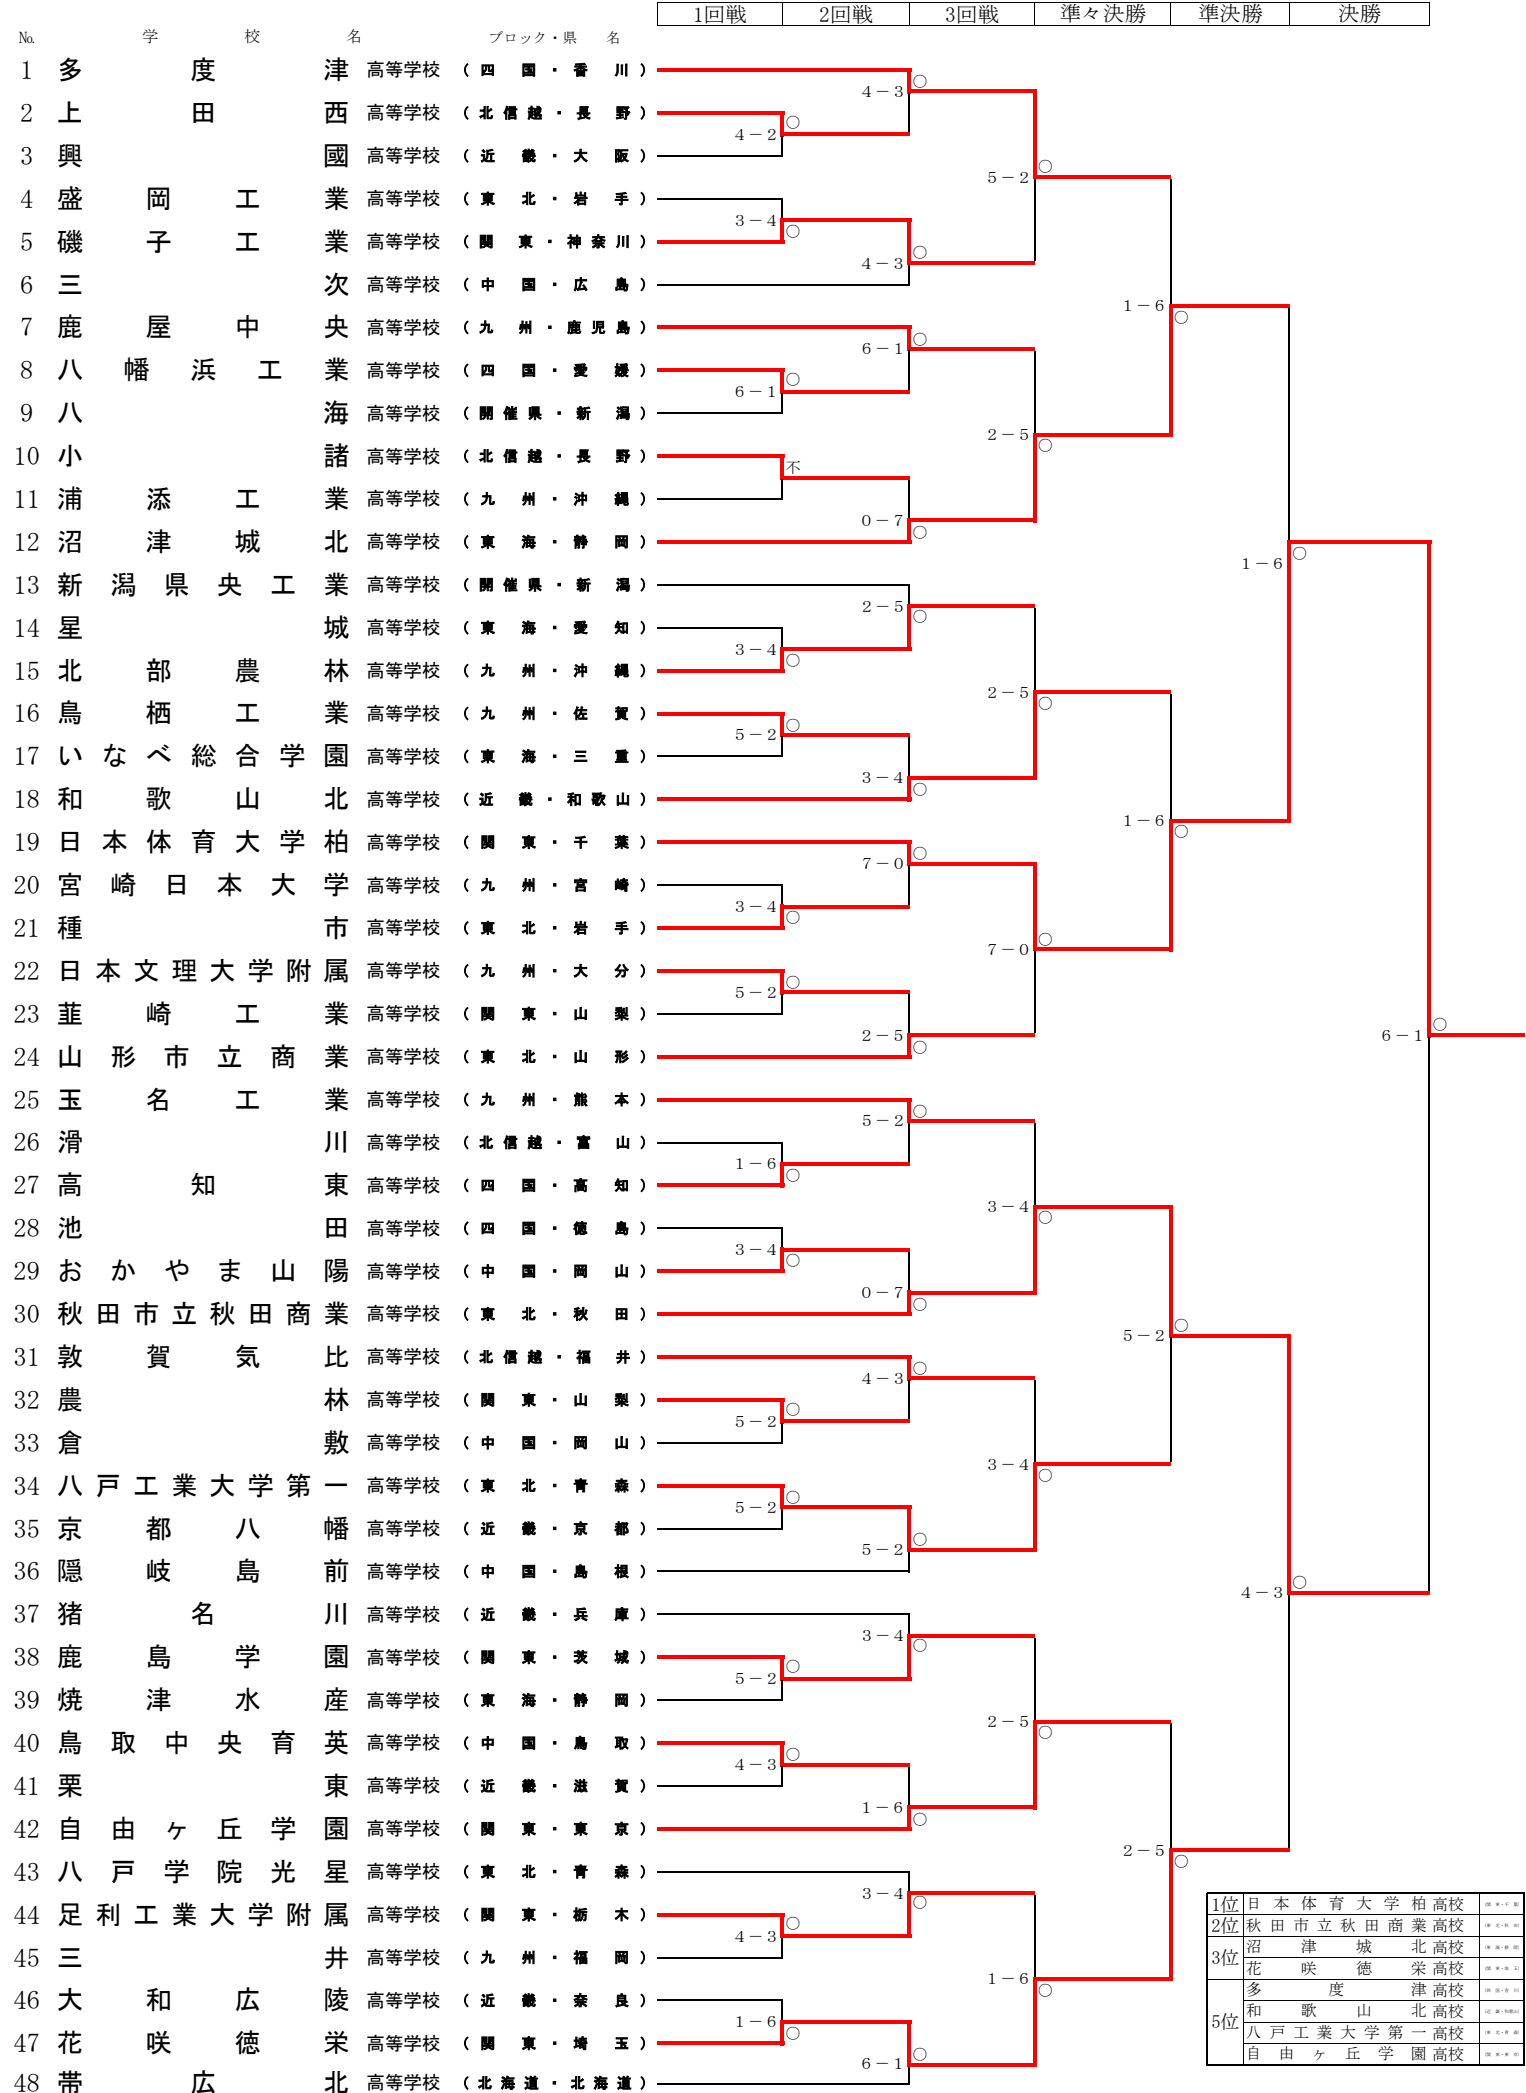 1回戦 2回戦 3回戦 準々決勝 準決勝 決勝
No. 学校名 ブロック・県名
1 多度津 高等学校 (四国・香川)
4－3 ○
2 上田西 高等学校 (北信越・長野)
4－2 ○
3 興國 高等学校 (近畿・大阪)
5－2 ○
4 盛岡工業 高等学校 (東北・岩手)
3－4 ○
5 磯子工業 高等学校 (関東・神奈川)
4－3 ○
6 三次 高等学校 (中国・広島)
1－6 ○
7 鹿屋中央 高等学校 (九州・鹿児島)
6－1 ○
8 八幡浜工業 高等学校 (四国・愛媛)
6－1 ○
9 八海 高等学校 (開催県・新潟)
2－5 ○
10 小諸 高等学校 (北信越・長野)
不
11 浦添工業 高等学校 (九州・沖縄)
0－7 ○
12 沼津城北 高等学校 (東海・静岡)
1－6 ○
13 新潟県央工業 高等学校 (開催県・新潟)
2－5 ○
14 星城 高等学校 (東海・愛知)
3－4 ○
15 北部農林 高等学校 (九州・沖縄)
2－5 ○
16 鳥栖工業 高等学校 (九州・佐賀)
5－2 ○
17 いなべ総合学園 高等学校 (東海・三重)
3－4 ○
18 和歌山北 高等学校 (近畿・和歌山)
1－6 ○
19 日本体育大学柏 高等学校 (関東・千葉)
7－0 ○
20 宮崎日本大学 高等学校 (九州・宮崎)
3－4 ○
21 種市 高等学校 (東北・岩手)
7－0 ○
22 日本文理大学附属 高等学校 (九州・大分)
5－2 ○
23 韮崎工業 高等学校 (関東・山梨)
2－5 ○
6－1 ○
24 山形市立商業 高等学校 (東北・山形)
25 玉名工業 高等学校 (九州・熊本)
5－2 ○
26 滑川 高等学校 (北信越・富山)
1－6 ○
27 高知東 高等学校 (四国・高知)
3－4 ○
28 池田 高等学校 (四国・徳島)
3－4 ○
29 おかやま山陽 高等学校 (中国・岡山)
0－7 ○
30 秋田市立秋田商業 高等学校 (東北・秋田)
5－2 ○
31 敦賀気比 高等学校 (北信越・福井)
4－3 ○
32 農林 高等学校 (関東・山梨)
5－2 ○
33 倉敷 高等学校 (中国・岡山)
3－4 ○
34 八戸工業大学第一 高等学校 (東北・青森)
5－2 ○
35 京都八幡 高等学校 (近畿・京都)
5－2 ○
36 隠岐島前 高等学校 (中国・島根)
4－3 ○
37 猪名川 高等学校 (近畿・兵庫)
3－4 ○
38 鹿島学園 高等学校 (関東・茨城)
5－2 ○
39 焼津水産 高等学校 (東海・静岡)
2－5 ○
40 鳥取中央育英 高等学校 (中国・鳥取)
4－3 ○
41 栗東 高等学校 (近畿・滋賀)
1－6 ○
42 自由ヶ丘学園 高等学校 (関東・東京)
2－5 ○
43 八戸学院光星 高等学校 (東北・青森)
3－4 ○
44 足利工業大学附属 高等学校 (関東・栃木)
4－3 ○
45 三井 高等学校 (九州・福岡)
1－6 ○
46 大和広陵 高等学校 (近畿・奈良)
1－6 ○
47 花咲徳栄 高等学校 (関東・埼玉)
6－1 ○
48 帯広北 高等学校 (北海道・北海道)
1位 日本体育大学柏 高校
2位 秋田市立秋田商業 高校
3位 沼津城北 高校
花咲徳栄 高校
5位 多度津 高校
和歌山北 高校
八戸工業大学第一 高校
自由ヶ丘学園 高校